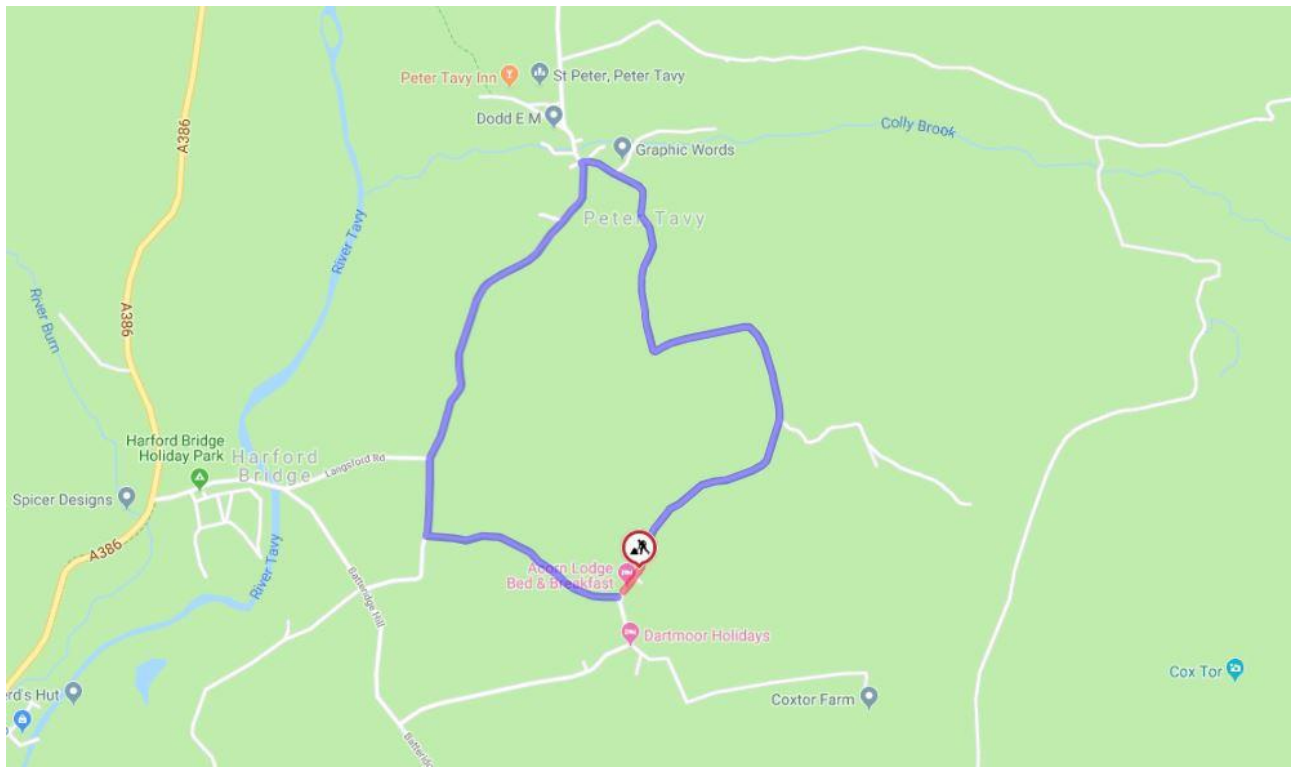 Peter Tavy Inn
St Peter, Peter Tavy
Dodd E M
Graphic Words
Colly Brook
A386
River Tavy
Peter Tavy
River Burn
A386
Harford Bridge
Holiday Park
Harford
Bridge
Langsford Rd
Spicer Designs
A386
River Tavy
Batteridge Hill
Acorn Lodge
Bed & Breakfast
Dartmoor Holidays
Cox Tor
Coxtor Farm
erd's Hut